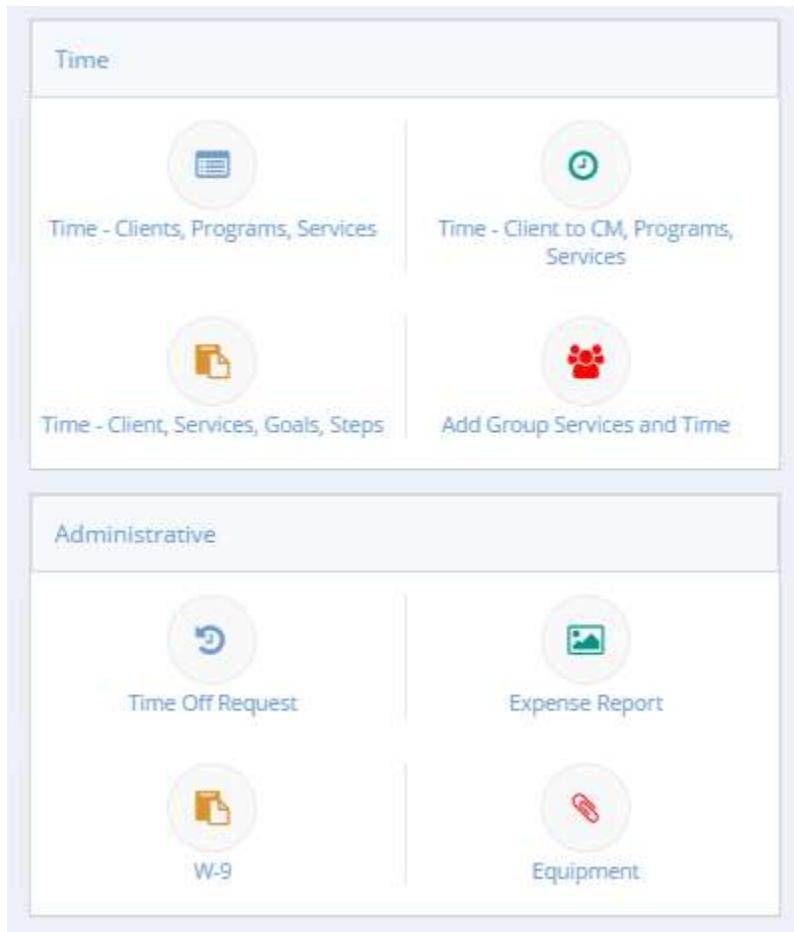 Time
Time - Clients, Programs, Services
Time - Client to CM, Programs,
Services
Time - Client, Services, Goals, Steps
Add Group Services and Time
Administrative
Time Off Request
Expense Report
W-9
Equipment